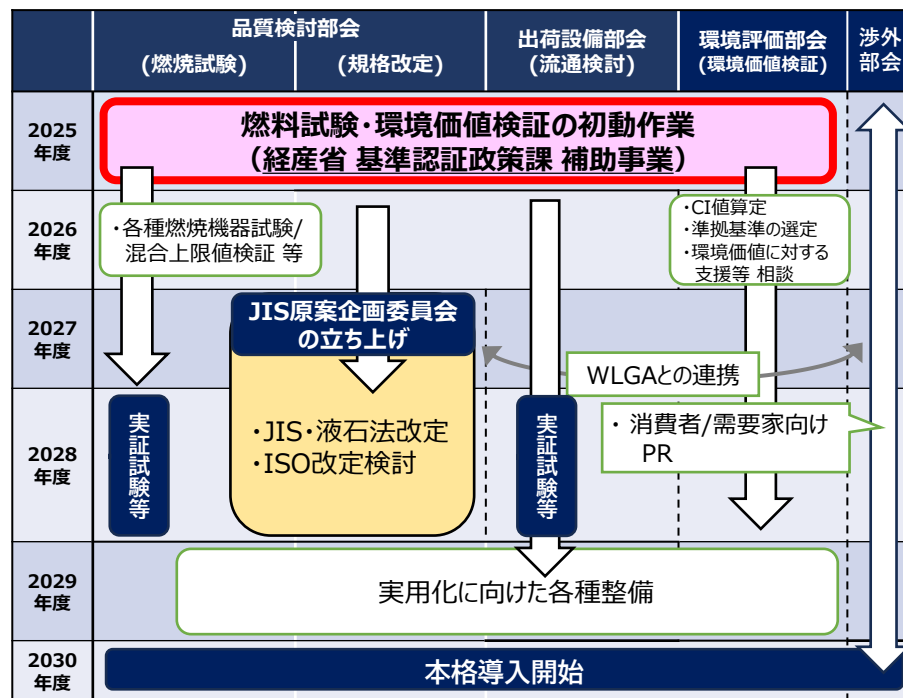 品質検討部会
(燃焼試験)
(規格改定)
出荷設備部会
(流通検討)
環境評価部会
(環境価値検証)
渉外
部会
2025
年度
燃料試験・環境価値検証の初動作業
（経産省 基準認証政策課 補助事業）
2026
年度
・各種燃焼機器試験/
混合上限値検証 等
・CI値算定
・準拠基準の選定
・環境価値に対する
支援等 相談
2027
年度
JIS原案企画委員会
の立ち上げ
WLGAとの連携
2028
年度
実証試験等
・JIS・液石法改定
・ISO改定検討
実証試験等
・ 消費者/需要家向け
PR
2029
年度
実用化に向けた各種整備
2030
年度
本格導入開始